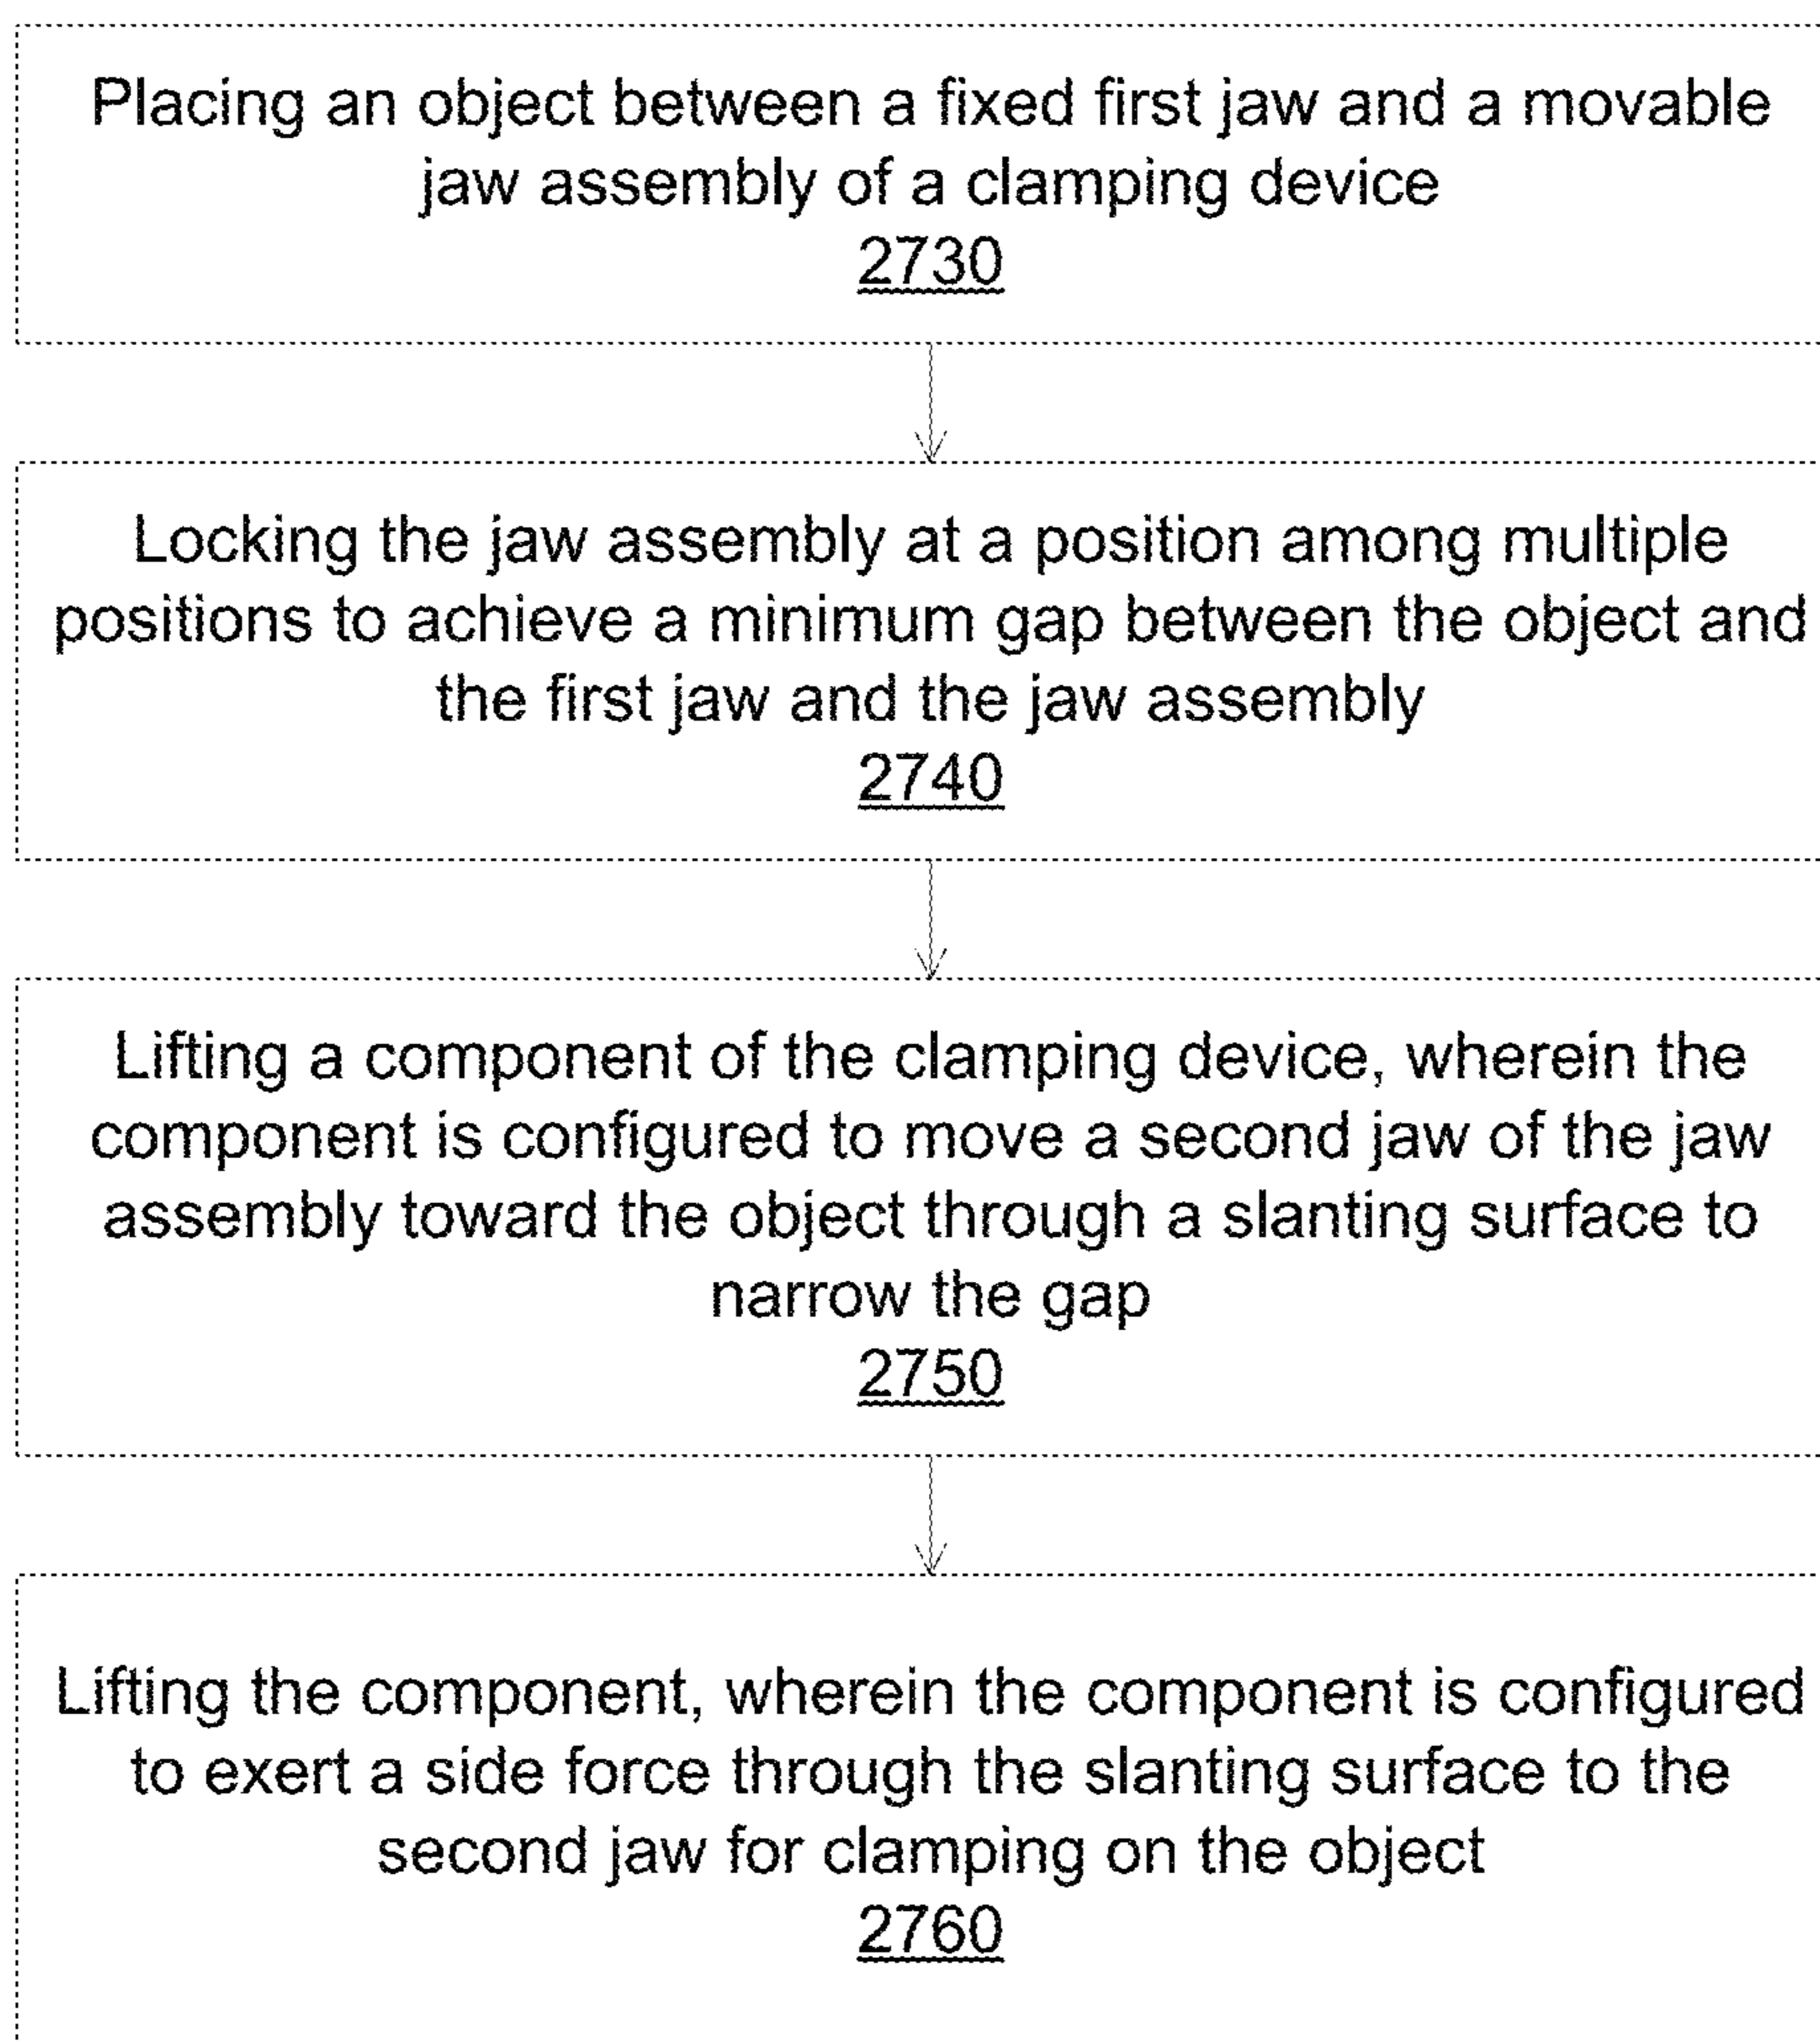 Placing an object between a fixed first jaw and a movable
jaw assembly of a clamping device
2730
Locking the jaw assembly at a position among multiple
positions to achieve a minimum gap between the object and
the first jaw and the jaw assembly
2740
Lifting a component of the clamping device, wherein the
component is configured to move a second jaw of the jaw
assembly toward the object through a slanting surface to
narrow the gap
2750
Lifting the component, wherein the component is configured
to exert a side force through the slanting surface to the
second jaw for clamping on the object
2760